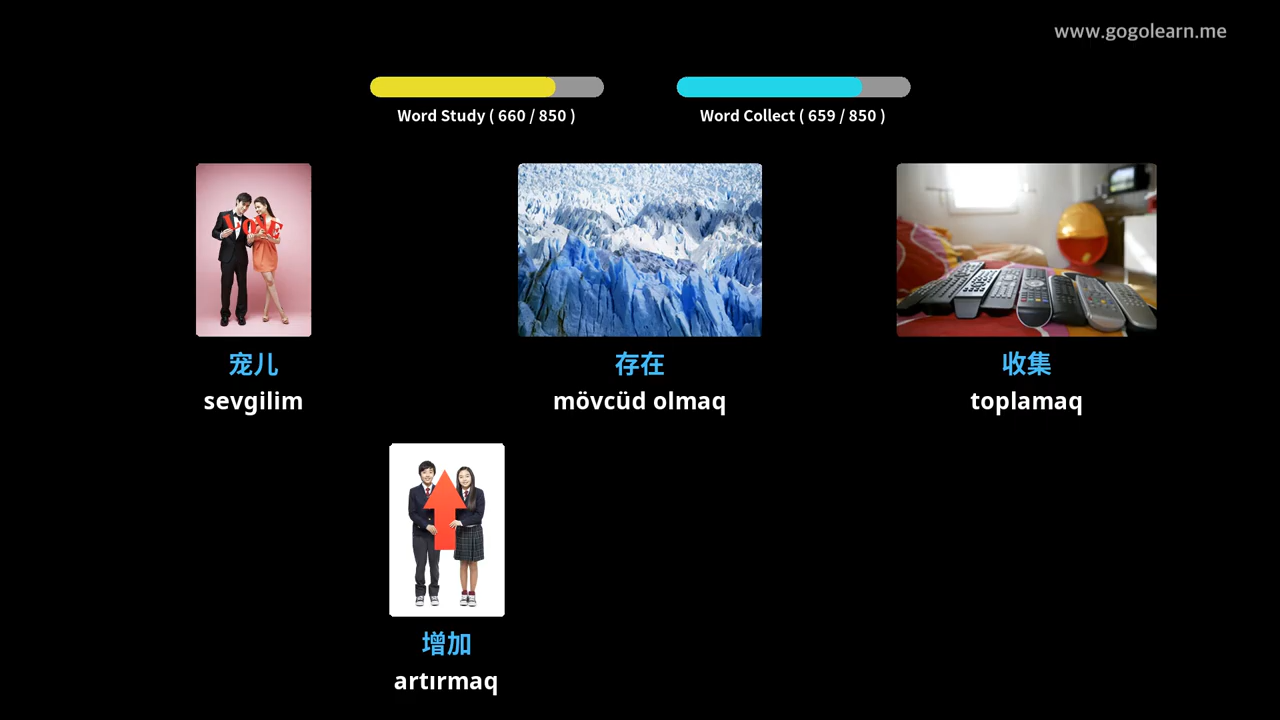 www.gogolearn.me
Word Study ( 660 / 850 )
Word Collect ( 659 / 850 )
LOVE
宠儿
sevgilim
存在
mövcüd olmaq
收集
toplamaq
增加
artırmaq